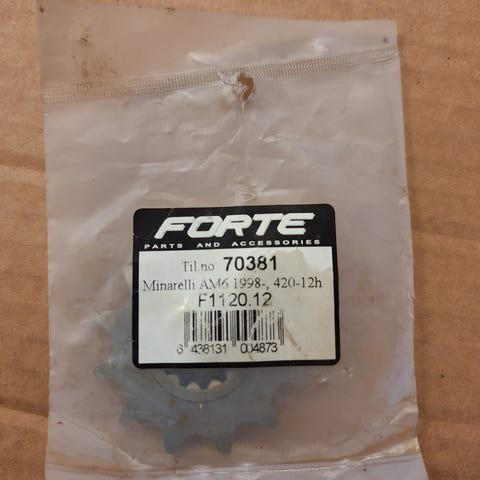 FORTE
PARTS AND ACCESSORIES
Til.no 70381
Minarelli AM6 1998-, 420-12h
F1120.12
6 438131 004873